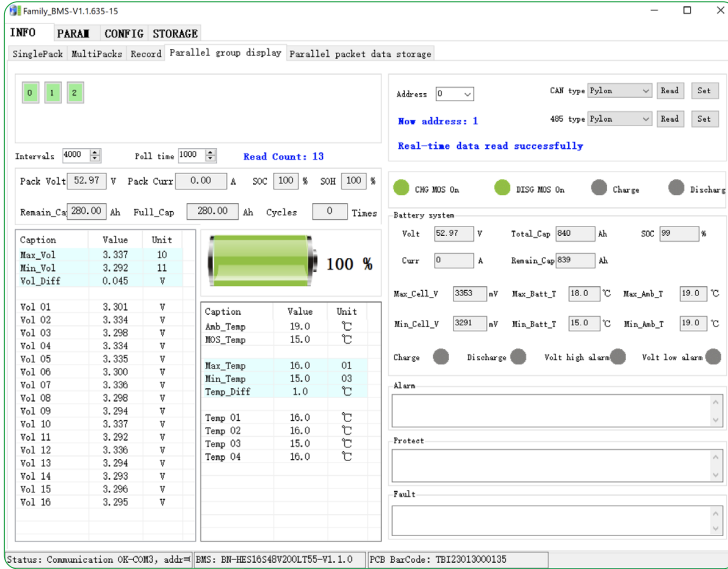 Family_BMS-V1.1.635-15
INFO PARAM CONFIG STORAGE
SinglePack MultiPacks Record Parallel group display Parallel packet data storage
0 1 2
Intervals 4000 Poll time 1000 Read Count: 13
Pack Volt 52.97 V Pack Curr 0.00 A SOC 100 % SOH 100 %
Remain_Ca 280.00 Ah Full_Cap 280.00 Ah Cycles 0 Times
Caption Value Unit
Max_Vol 3.337 10
Min_Vol 3.292 11
Vol_Diff 0.045 V
Vol 01 3.301 V
Vol 02 3.334 V
Vol 03 3.298 V
Vol 04 3.334 V
Vol 05 3.335 V
Vol 06 3.300 V
Vol 07 3.336 V
Vol 08 3.298 V
Vol 09 3.294 V
Vol 10 3.337 V
Vol 11 3.292 V
Vol 12 3.336 V
Vol 13 3.294 V
Vol 14 3.293 V
Vol 15 3.296 V
Vol 16 3.295 V
100 %
Caption Value Unit
Amb_Temp 19.0 ℃
MOS_Temp 15.0 ℃
Max_Temp 16.0 01
Min_Temp 15.0 03
Temp_Diff 1.0 ℃
Temp 01 16.0 ℃
Temp 02 16.0 ℃
Temp 03 15.0 ℃
Temp 04 16.0 ℃
Address 0 CAN type Pylon Read Set
Now address: 1 485 type Pylon Read Set
Real-time data read successfully
CHG MOS On DISG MOS On Charge Discharg
Battery system
Volt 52.97 V Total_Cap 840 Ah SOC 99 %
Curr 0 A Remain_Cap 839 Ah
Max_Cell_V 3353 mV Max_Batt_T 18.0 ℃ Max_Amb_T 19.0 ℃
Min_Cell_V 3291 mV Min_Batt_T 15.0 ℃ Min_Amb_T 19.0 ℃
Charge Discharge Volt high alarm Volt low alarm
Alarm
Protect
Fault
Status: Communication OK-COM3, addr= BMS: BN-HES16S48V200LT55-V1.1.0 PCB BarCode: TBI23013000135